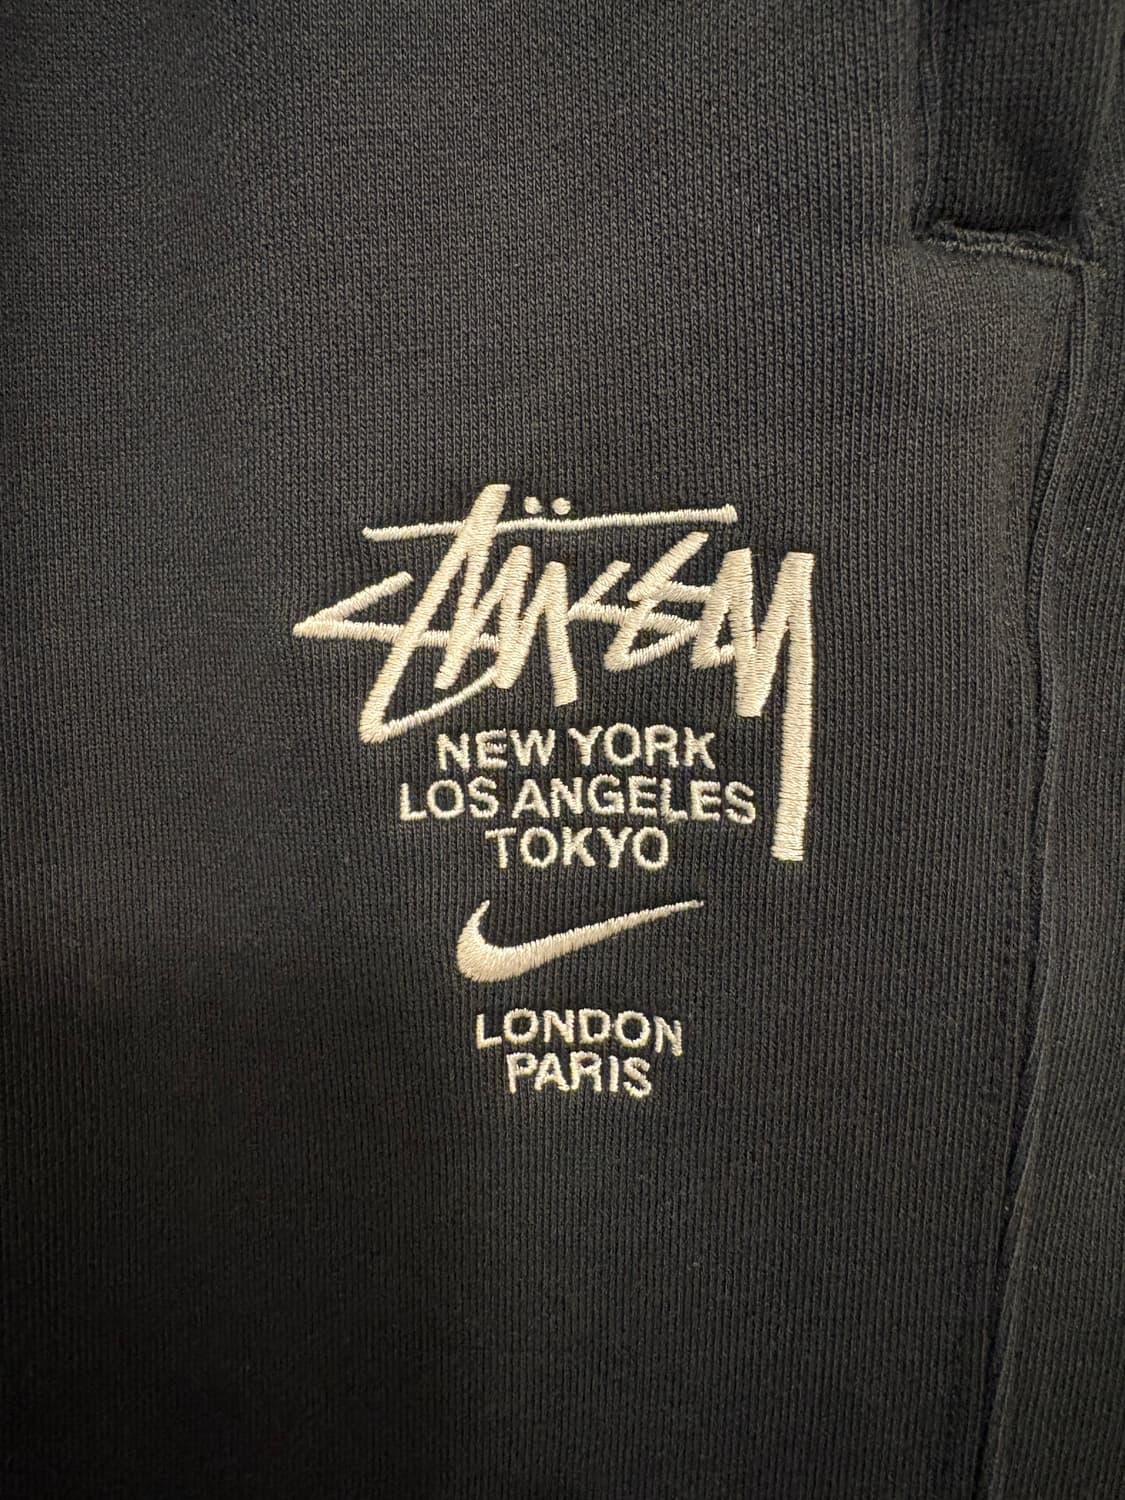 Stüssy
NEW YORK
LOS ANGELES
TOKYO
LONDON
PARIS